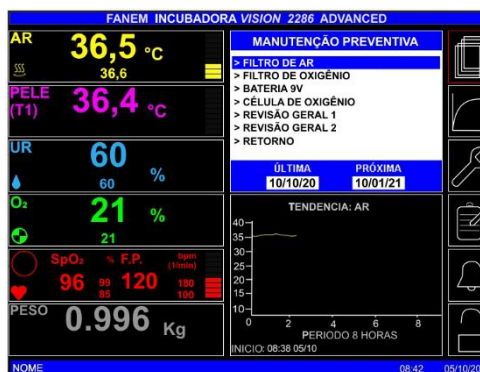 FANEM INCUBADORA VISION 2286 ADVANCED
AR
36,5 °C
36,6
PELE
(T1)
36,4 °C
UR
60 %
60
O₂
21 %
21
SpO₂ % F.P. bpm
(1/min)
96 99 120 180
85 100
PESO
0.996 Kg
MANUTENÇÃO PREVENTIVA
> FILTRO DE AR
> FILTRO DE OXIGÊNIO
> BATERIA 9V
> CÉLULA DE OXIGÊNIO
> REVISÃO GERAL 1
> REVISÃO GERAL 2
> RETORNO
ÚLTIMA PRÓXIMA
10/10/20 10/01/21
TENDENCIA: AR
40
35
30
25
20
15
10
0 2 4 6 8
PERIODO 8 HORAS
INICIO: 08:38 05/10
NOME 08:42